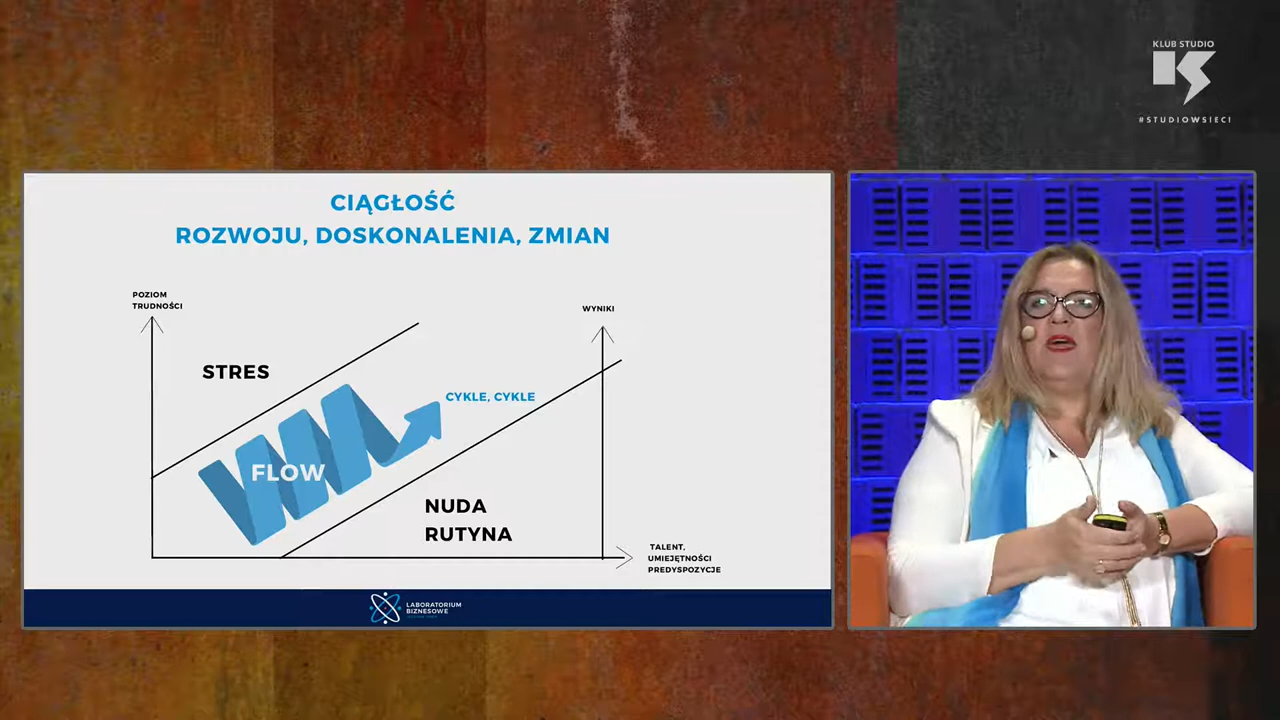 KLUB STUDIO
#STUDIOWSIECI
CIĄGŁOŚĆ
ROZWOJU, DOSKONALENIA, ZMIAN
POZIOM
TRUDNOŚCI
WYNIKI
STRES
CYKLE, CYKLE
FLOW
NUDA
RUTYNA
TALENT,
UMIEJĘTNOŚCI
PREDYSPOZYCJE
LABORATORIUM
BIZNESOWE